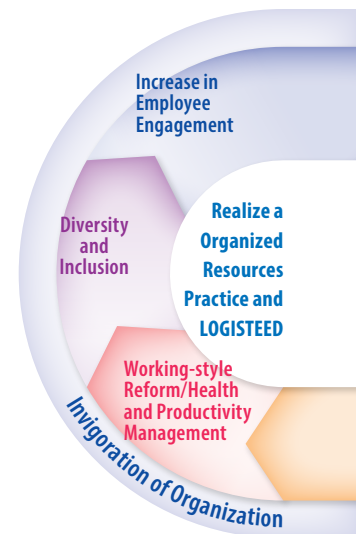 Increase in
Employee
Engagement
Diversity
and
Inclusion
Realize a
Organized
Resources
Practice and
LOGISTEED
Working-style
Reform/Health
and Productivity
Management
Invigoration of Organization